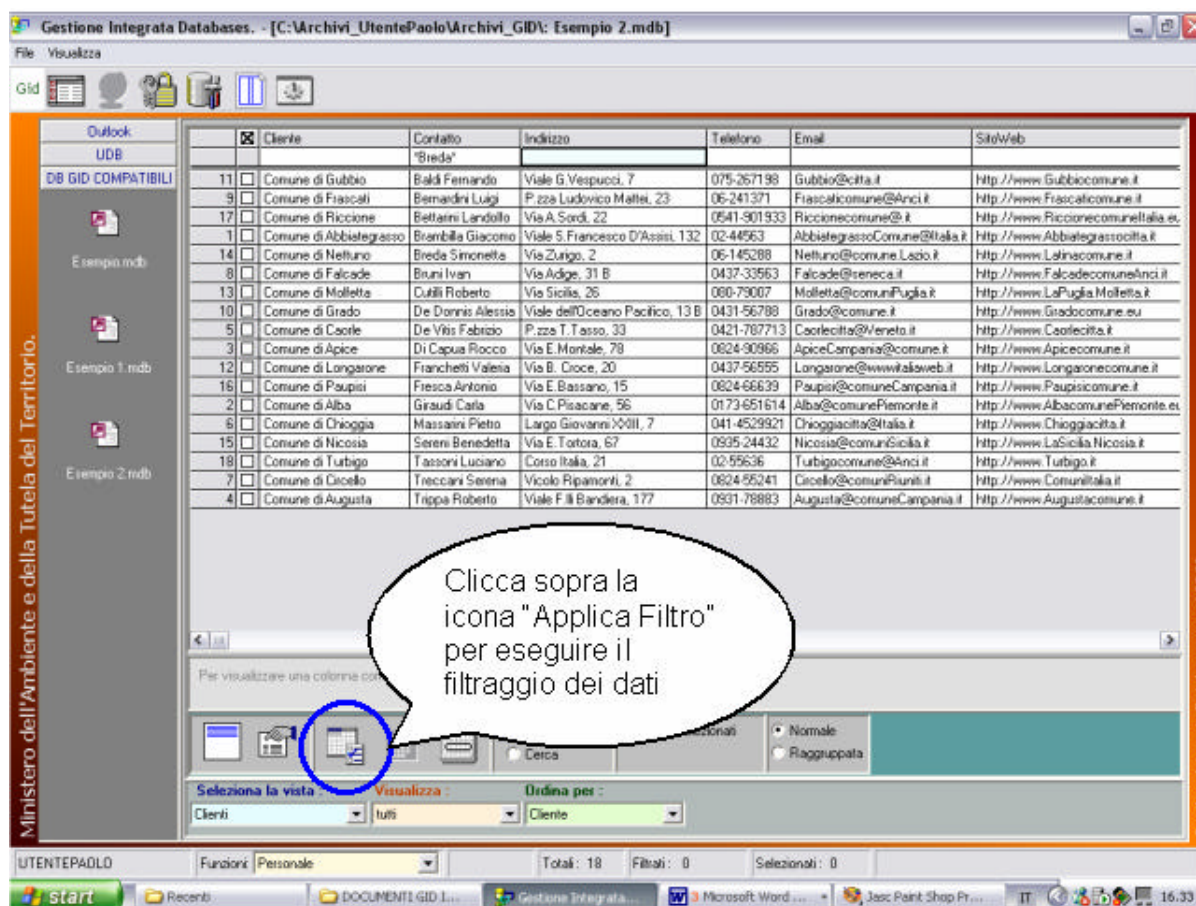 Gestione Integrata Databases. - [C:\Archivi_UtentePaolo\Archivi_GID\: Esempio 2.mdb]
File Visualizza
Gid
Outlook
UDB
DB GID COMPATIBILI
Esempio.mdb
Esempio 1.mdb
Esempio 2.mdb
Ministero dell'Ambiente e della Tutela del Territorio.
Cliente Contatto Indirizzo Telefono Email SitoWeb
"Breda"
11 Comune di Gubbio Baldi Fernando Viale G.Vespucci, 7 075-267198 Gubbio@citta.it http://www.Gubbiocomune.it
9 Comune di Frascati Bernardini Luigi P.zza Ludovico Mattei, 23 06-241371 Frascaticomune@Anci.it http://www.Frascaticomune.it
17 Comune di Riccione Bettarini Landolfo Via A.Sordi, 22 0541-901933 Riccionecomune@.it http://www.RiccionecomuneItalia.eu
1 Comune di Abbiategrasso Brambilla Giacomo Viale S.Francesco D'Assisi, 132 02-44563 AbbiategrassoComune@Italia.it http://www.Abbiategrassocitta.it
14 Comune di Nettuno Breda Simonetta Via Zurigo, 2 06-145288 Nettuno@comune.Lazio.it http://www.Latinacomune.it
8 Comune di Falcade Bruni Ivan Via Adige, 31 B 0437-33563 Falcade@seneca.it http://www.FalcadecomuneAnci.it
13 Comune di Molfetta Cutilli Roberto Via Sicilia, 26 080-79007 Molfetta@comuniPuglia.it http://www.LaPuglia.Molfetta.it
10 Comune di Grado De Donnis Alessia Viale dell'Oceano Pacifico, 13 B 0431-56788 Grado@comune.it http://www.Gradocomune.eu
5 Comune di Caorle De Vitis Fabrizio P.zza T.Tasso, 33 0421-787713 Caorlecitta@Veneto.it http://www.Caorlecitta.it
3 Comune di Apice Di Capua Rocco Via E.Montale, 78 0824-90966 ApiceCampania@comune.it http://www.Apicecomune.it
12 Comune di Longarone Franchetti Valeria Via B. Croce, 20 0437-56555 Longarone@wwwitaliaweb.it http://www.Longaronecomune.it
16 Comune di Paupisi Fresca Antonio Via E.Bassano, 15 0824-66639 Paupisi@comuneCampania.it http://www.Paupisicomune.it
2 Comune di Alba Giraudi Carla Via C.Pisacane, 56 0173-651614 Alba@comunePiemonte.it http://www.AlbacomunePiemonte.eu
6 Comune di Chioggia Massarini Pietro Largo Giovanni XXIII, 7 041-4529921 Chioggiacitta@Italia.it http://www.Chioggiacitta.it
15 Comune di Nicosia Sereni Benedetta Via E.Tortora, 67 0935-24432 Nicosia@comuniSicilia.it http://www.LaSicilia.Nicosia.it
18 Comune di Turbigo Tassoni Luciano Corso Italia, 21 02-55636 Turbigocomune@Anci.it http://www.Turbigo.it
7 Comune di Circello Treccani Serena Vicolo Ripamonti, 2 0824-55241 Circello@comuniRiuniti.it http://www.ComuniItalia.it
4 Comune di Augusta Trippa Roberto Viale F.lli Bandiera, 177 0931-78883 Augusta@comuneCampania.it http://www.Augustacomune.it
Clicca sopra la
icona "Applica Filtro"
per eseguire il
filtraggio dei dati
Per visualizzare una colonna
Normale
Cerca Raggruppata
Seleziona la vista : Visualizza : Ordina per :
Clienti tutti Cliente
UTENTEPAOLO Funzioni: Personale Totali: 18 Filtrati: 0 Selezionati: 0
start Recenti DOCUMENTI GID I... Gestione Integrata... 3 Microsoft Word ... Jasc Paint Shop Pr... IT 16.33